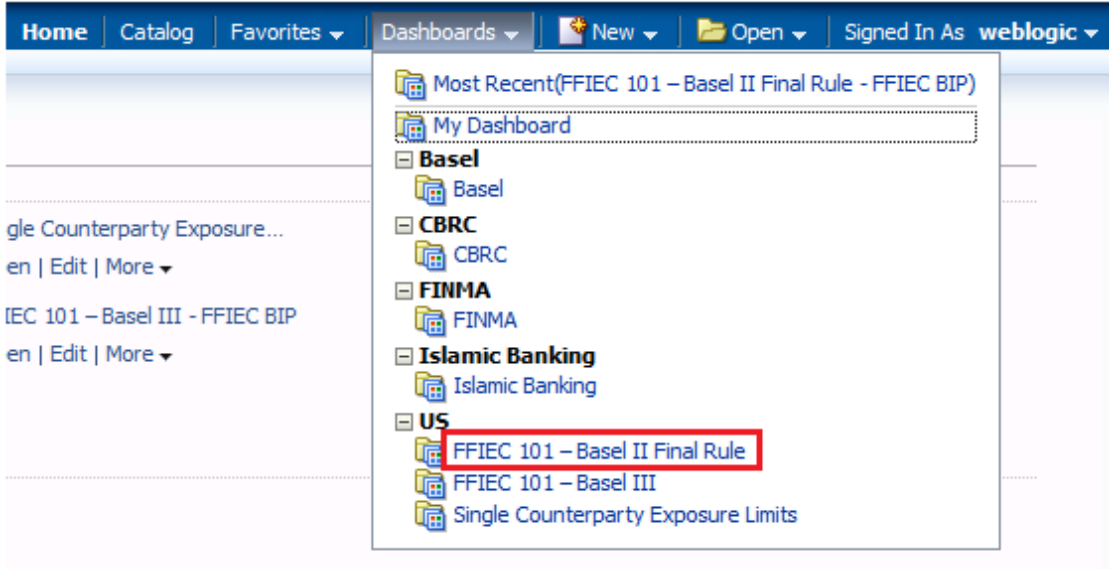 Home Catalog Favorites Dashboards New Open Signed In As weblogic
Most Recent(FFIEC 101 – Basel II Final Rule - FFIEC BIP)
My Dashboard
Basel
Basel
CBRC
CBRC
FINMA
FINMA
Islamic Banking
Islamic Banking
US
FFIEC 101 – Basel II Final Rule
FFIEC 101 – Basel III
Single Counterparty Exposure Limits
gle Counterparty Exposure...
en | Edit | More
IEC 101 – Basel III - FFIEC BIP
en | Edit | More